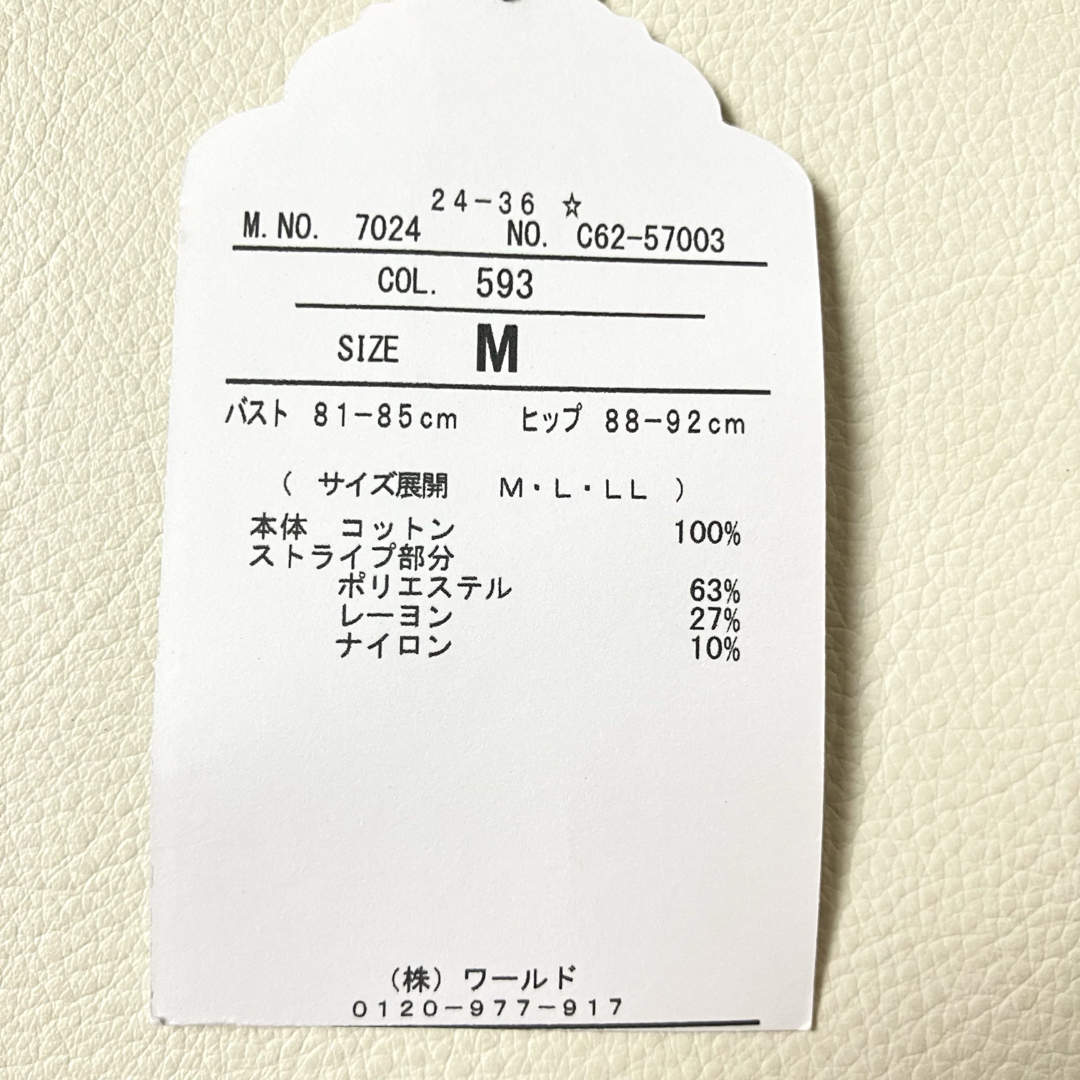 24-36 ☆
M.NO. 7024 NO. C62-57003
COL. 593
SIZE M
バスト 81-85cm ヒップ 88-92cm
( サイズ展開 M・L・LL )
本体 コットン 100%
ストライプ部分
ポリエステル 63%
レーヨン 27%
ナイロン 10%
(株)ワールド
0120-977-917